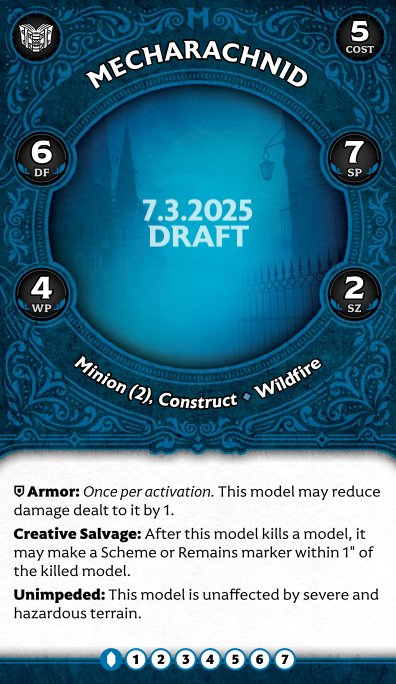 5
COST
MECHARACHNID
6
DF
7
SP
7.3.2025
DRAFT
4
WP
2
SZ
Minion (2), Construct ♦ Wildfire
Armor: Once per activation. This model may reduce
damage dealt to it by 1.
Creative Salvage: After this model kills a model, it
may make a Scheme or Remains marker within 1" of
the killed model.
Unimpeded: This model is unaffected by severe and
hazardous terrain.
1 2 3 4 5 6 7